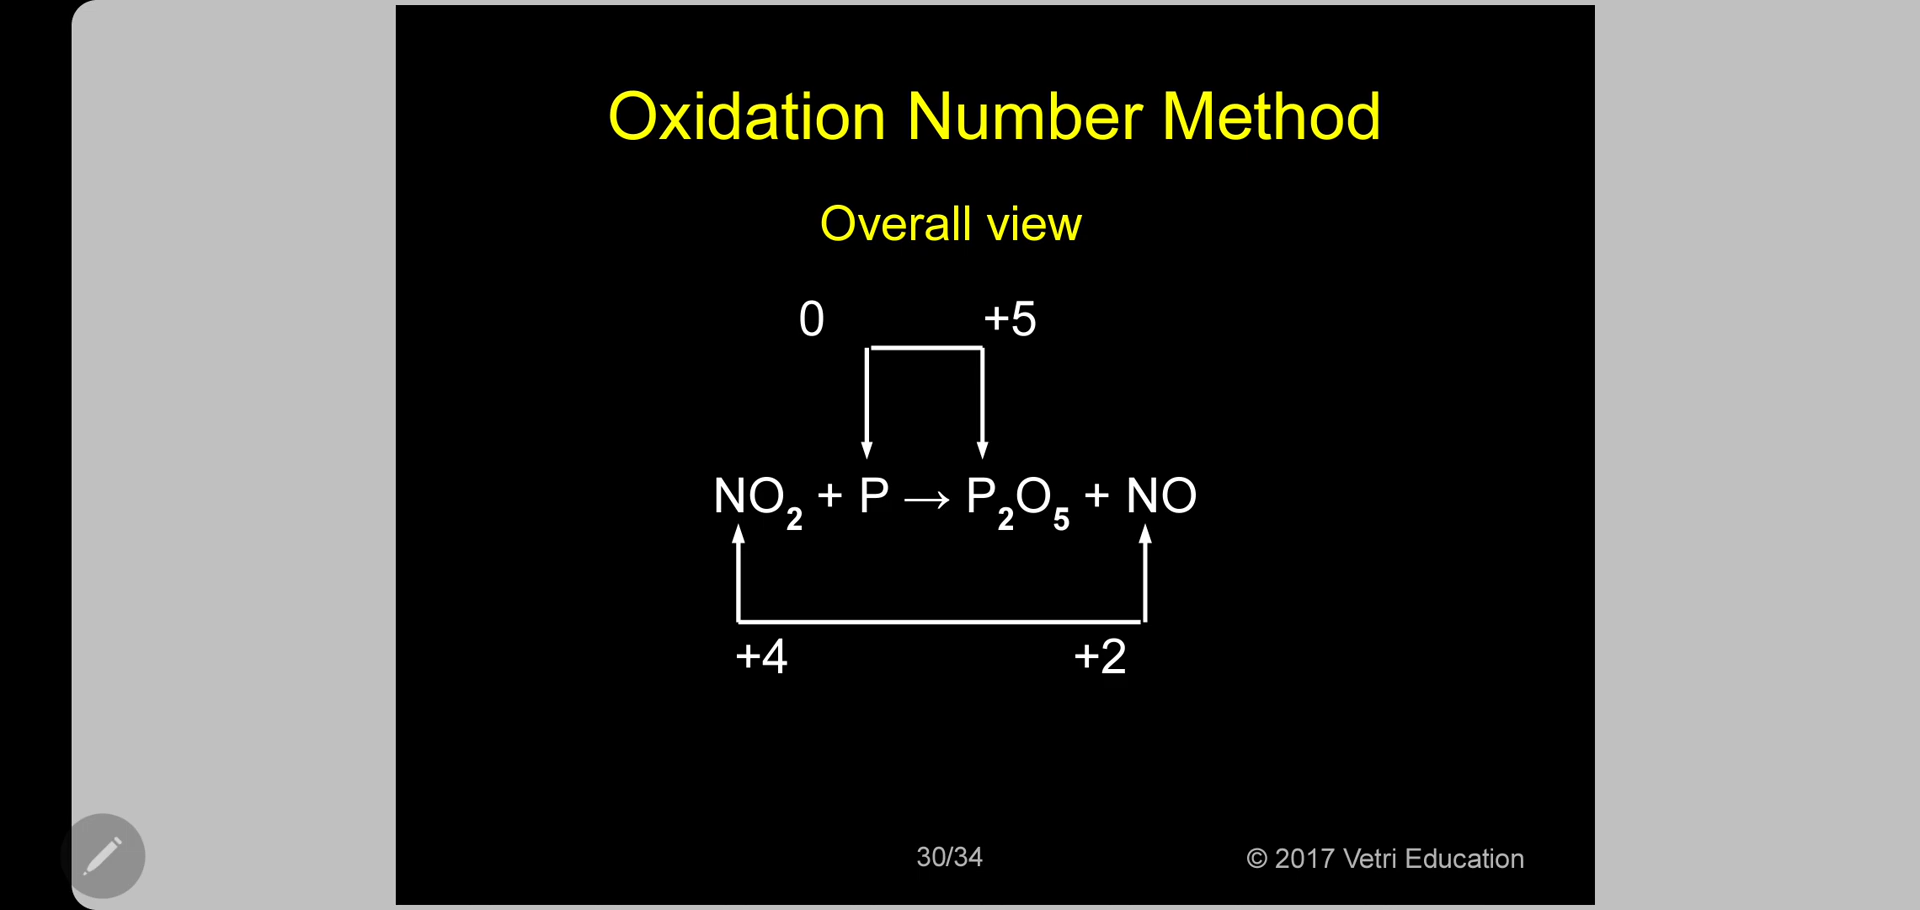 Oxidation Number Method
Overall view
0 +5
NO₂ + P → P₂O₅ + NO
+4 +2
30/34 © 2017 Vetri Education